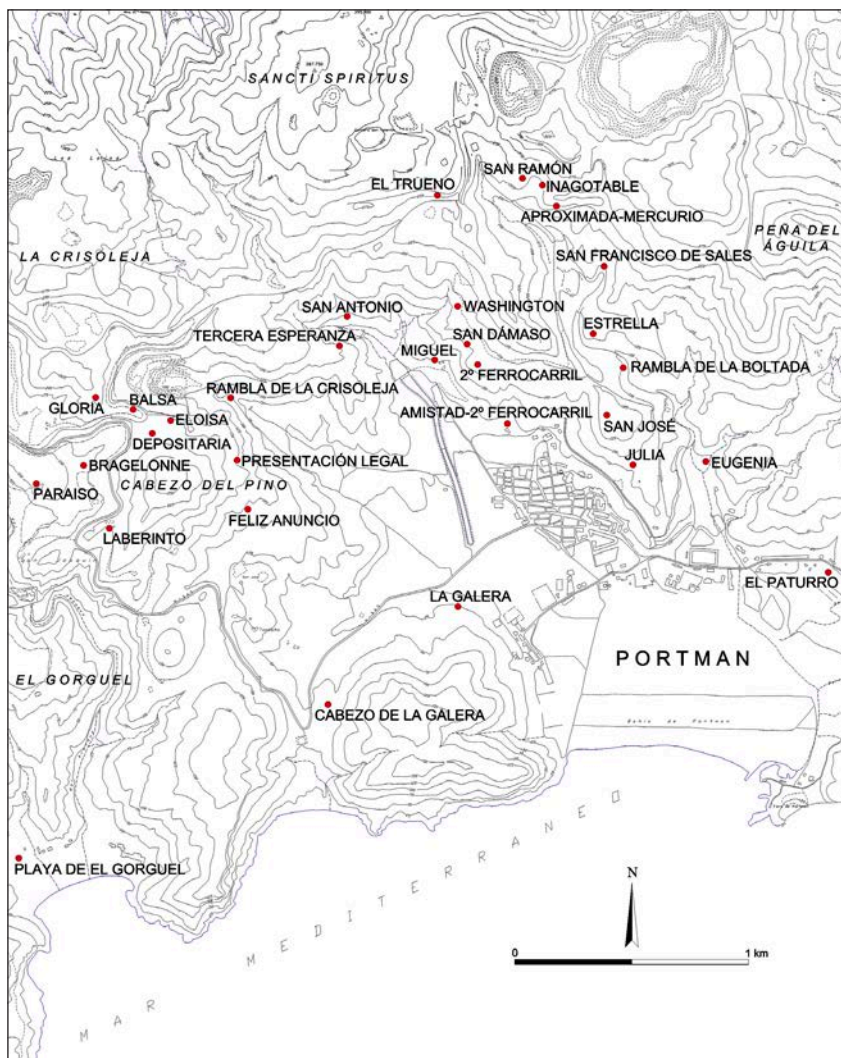 SANCTI SPIRITUS
SAN RAMÓN
INAGOTABLE
EL TRUENO
APROXIMADA-MERCURIO
PEÑA DEL
ÁGUILA
LA CRISOLEJA
SAN FRANCISCO DE SALES
SAN ANTONIO
WASHINGTON
ESTRELLA
TERCERA ESPERANZA
SAN DÁMASO
MIGUEL
2º FERROCARRIL
RAMBLA DE LA BOLTADA
RAMBLA DE LA CRISOLEJA
GLORIA
BALSA
ELOISA
AMISTAD-2º FERROCARRIL
SAN JOSÉ
DEPOSITARIA
BRAGELONNE
PRESENTACIÓN LEGAL
JULIA
EUGENIA
PARAISO
CABEZO DEL PINO
FELIZ ANUNCIO
LABERINTO
EL PATURRO
LA GALERA
PORTMAN
EL GORGUEL
CABEZO DE LA GALERA
Bahía de Portman
PLAYA DE EL GORGUEL
MAR MEDITERRANEO
N
0 1 km